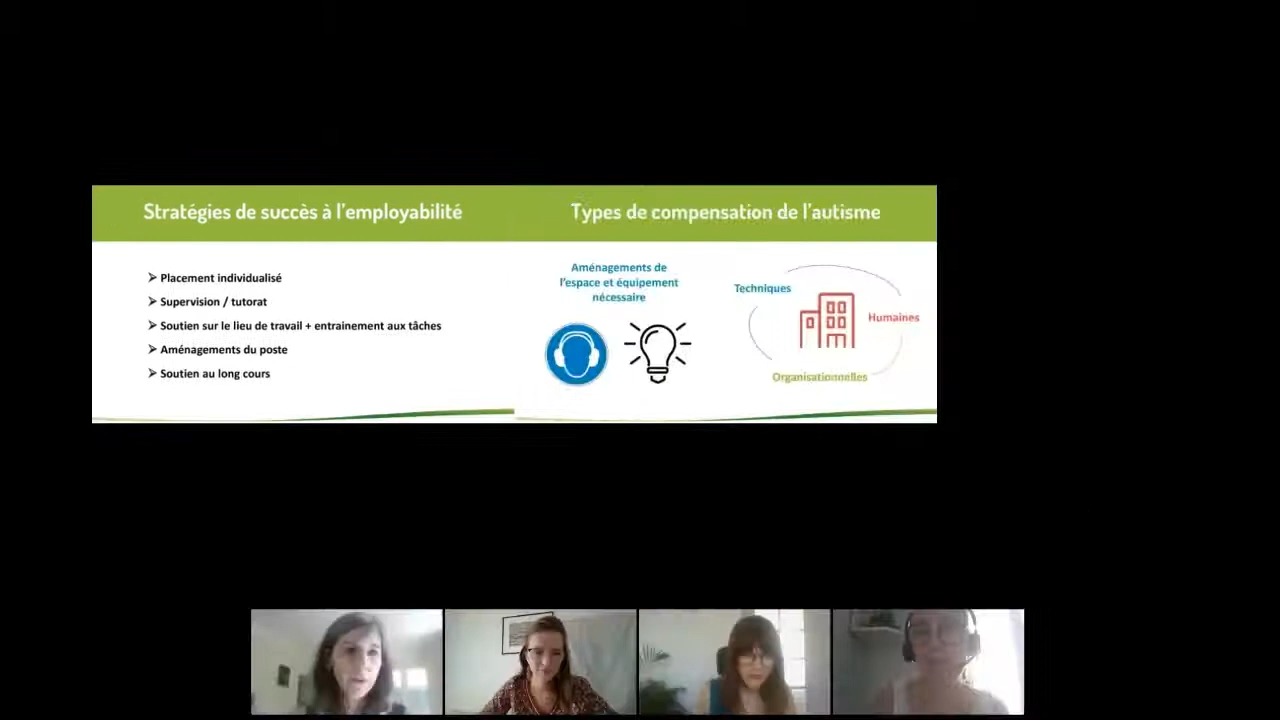 Stratégies de succès à l'employabilité
➢ Placement individualisé
➢ Supervision / tutorat
➢ Soutien sur le lieu de travail + entrainement aux tâches
➢ Aménagements du poste
➢ Soutien au long cours
Types de compensation de l'autisme
Aménagements de
l'espace et équipement
nécessaire
Techniques
Humaines
Organisationnelles